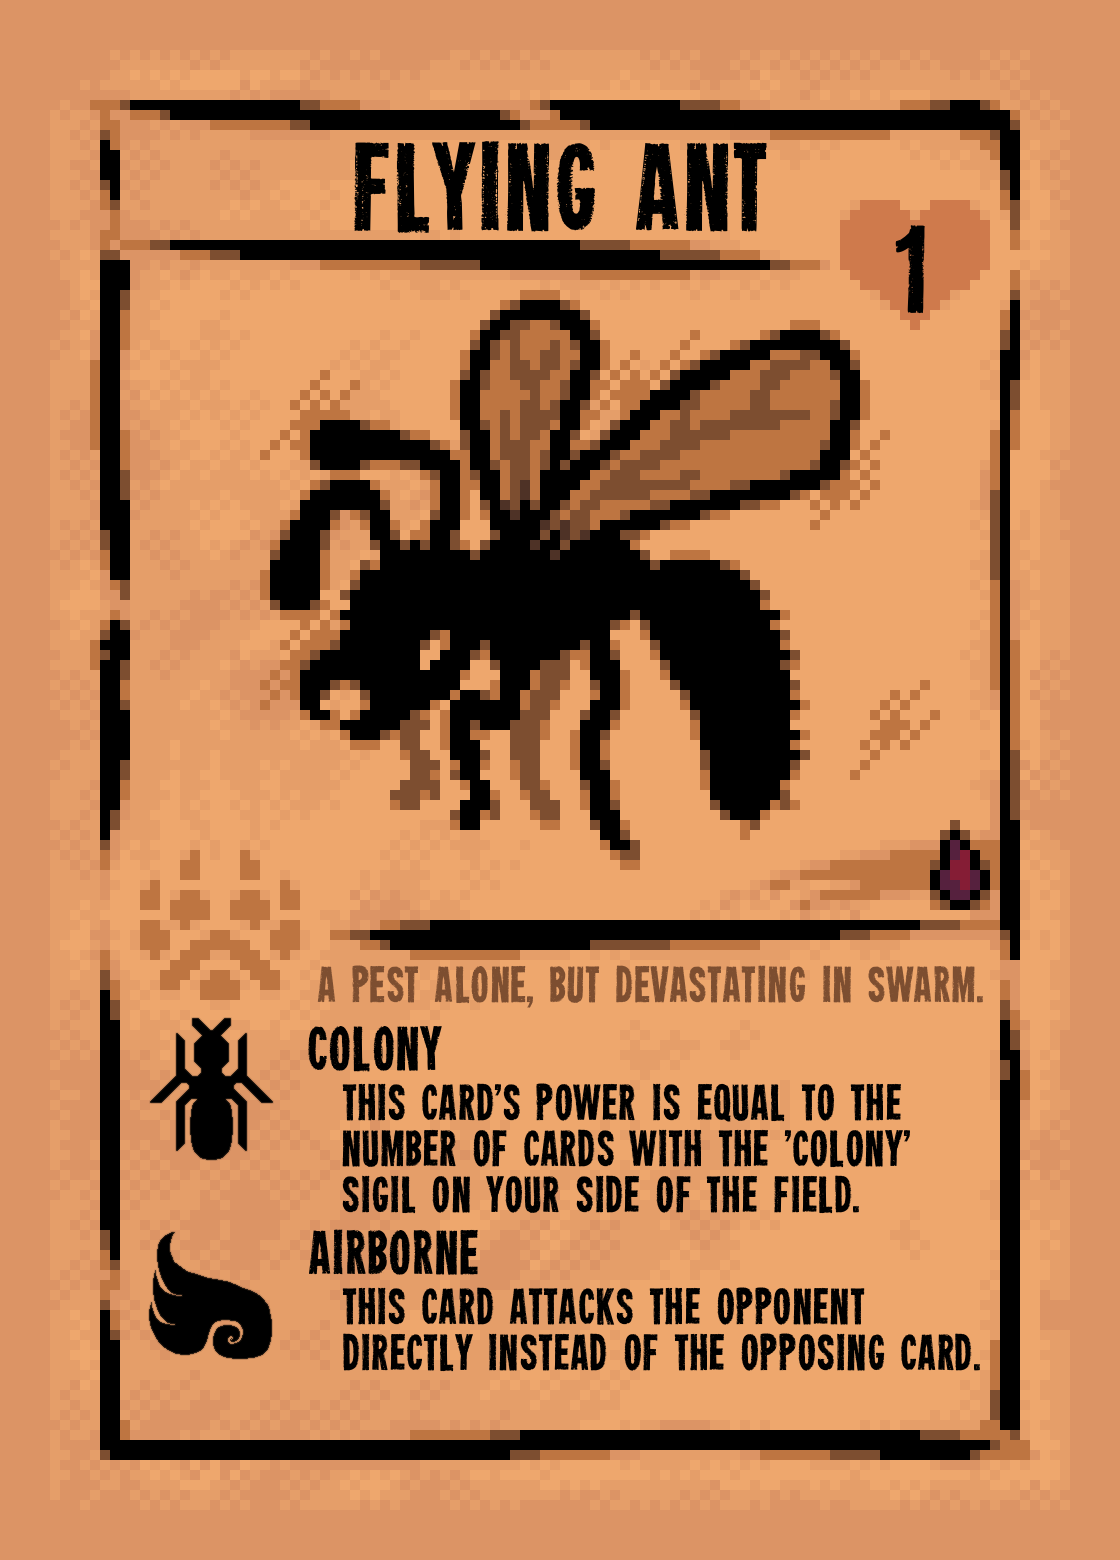 FLYING ANT
1
A PEST ALONE, BUT DEVASTATING IN SWARM.
COLONY
THIS CARD'S POWER IS EQUAL TO THE
NUMBER OF CARDS WITH THE 'COLONY'
SIGIL ON YOUR SIDE OF THE FIELD.
AIRBORNE
THIS CARD ATTACKS THE OPPONENT
DIRECTLY INSTEAD OF THE OPPOSING CARD.